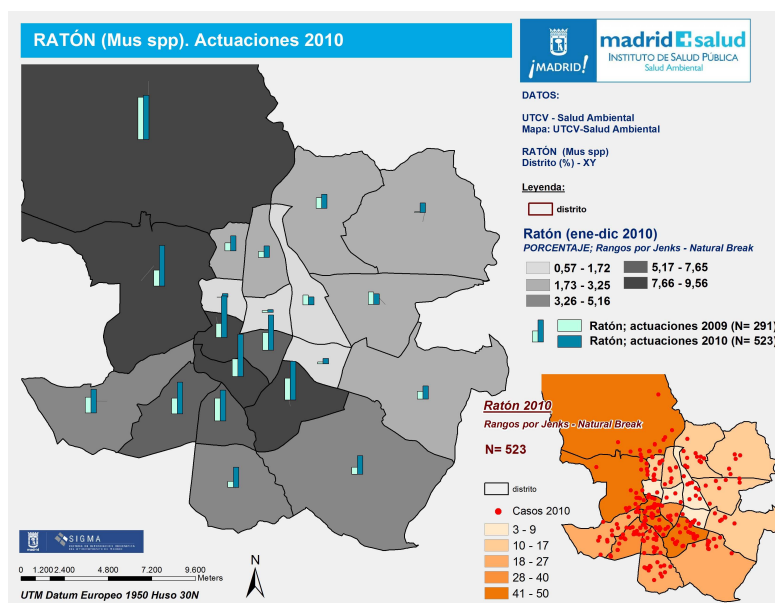 RATÓN (Mus spp). Actuaciones 2010
¡MADRID!
madrid salud
INSTITUTO DE SALUD PÚBLICA
Salud Ambiental
DATOS:
UTCV - Salud Ambiental
Mapa: UTCV-Salud Ambiental
RATÓN (Mus spp)
Distrito (%) - XY
Leyenda:
distrito
Ratón (ene-dic 2010)
PORCENTAJE; Rangos por Jenks - Natural Break
0,57 - 1,72
5,17 - 7,65
1,73 - 3,25
7,66 - 9,56
3,26 - 5,16
Ratón; actuaciones 2009 (N= 291)
Ratón; actuaciones 2010 (N= 523)
Ratón 2010
Rangos por Jenks - Natural Break
N= 523
distrito
Casos 2010
3 - 9
10 - 17
18 - 27
28 - 40
41 - 50
SIGMA
0 1.200 2.400 4.800 7.200 9.600
Meters
N
UTM Datum Europeo 1950 Huso 30N